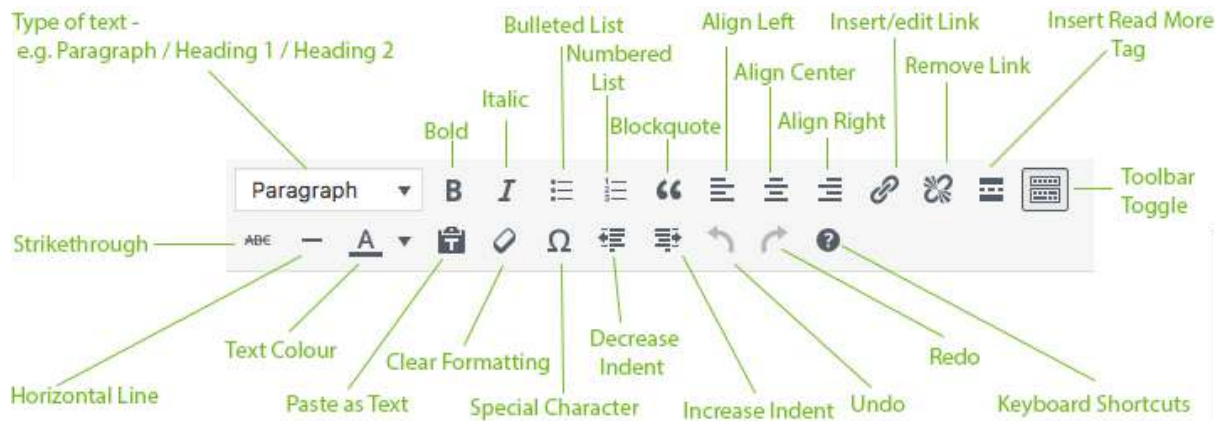 Type of text -
e.g. Paragraph / Heading 1 / Heading 2
Bulleted List
Numbered
List
Align Left
Insert/edit Link
Insert Read More
Tag
Italic
Align Center
Remove Link
Bold
Blockquote
Align Right
Paragraph
B
I
Toolbar
Toggle
Strikethrough
ABC
A
T
Ω
?
Text Colour
Clear Formatting
Decrease
Indent
Redo
Horizontal Line
Paste as Text
Special Character
Increase Indent
Undo
Keyboard Shortcuts